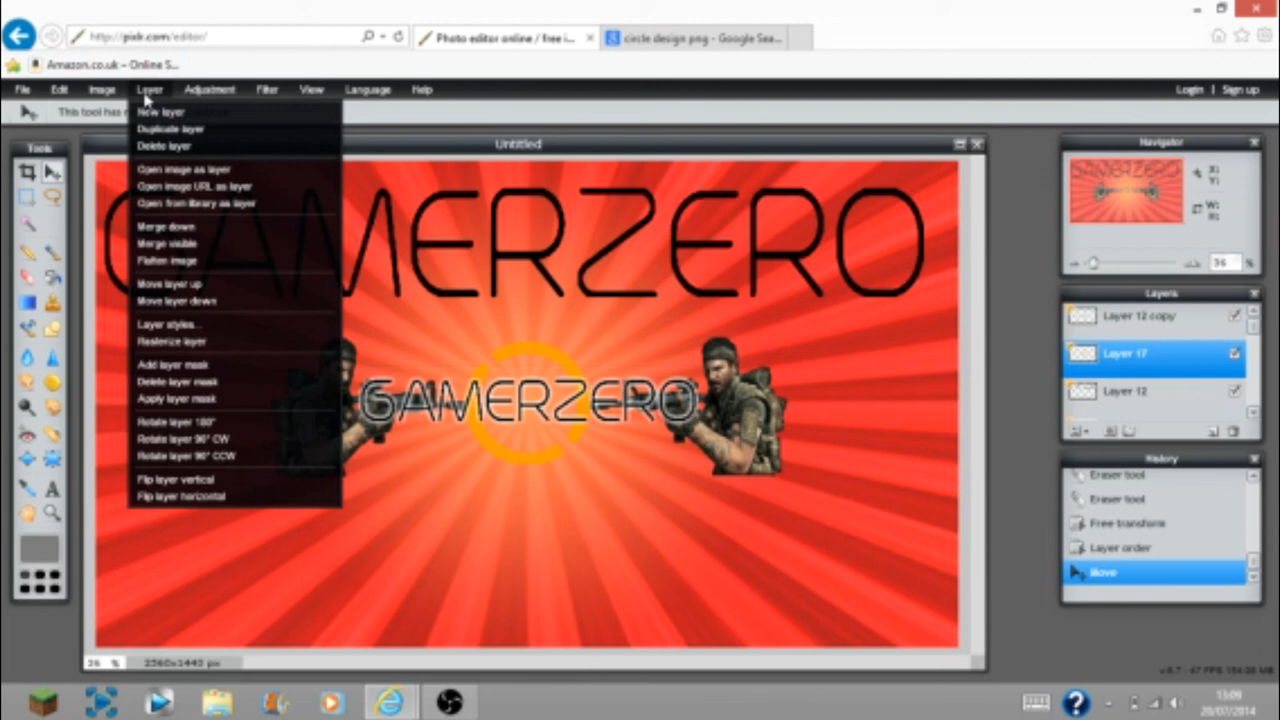 http://pixlr.com/editor/
Photo editor online / free i...
circle design png - Google Sea...
Amazon.co.uk – Online S...
File Edit Image Layer Adjustment Filter View Language Help
Login | Sign up
This tool has
New layer
Duplicate layer
Delete layer
Open image as layer
Open image URL as layer
Open from library as layer
Merge down
Merge visible
Flatten image
Move layer up
Move layer down
Layer styles...
Rasterize layer
Add layer mask
Delete layer mask
Apply layer mask
Rotate layer 180°
Rotate layer 90° CW
Rotate layer 90° CCW
Flip layer vertical
Flip layer horizontal
Tools
Untitled
GAMERZERO
GAMERZERO
36 %
2560x1440 px
Navigator
X:
Y:
W:
H:
36 %
Layers
Layer 12 copy
Layer 17
Layer 12
History
Eraser tool
Eraser tool
Free transform
Layer order
Move
13:09
20/07/2014